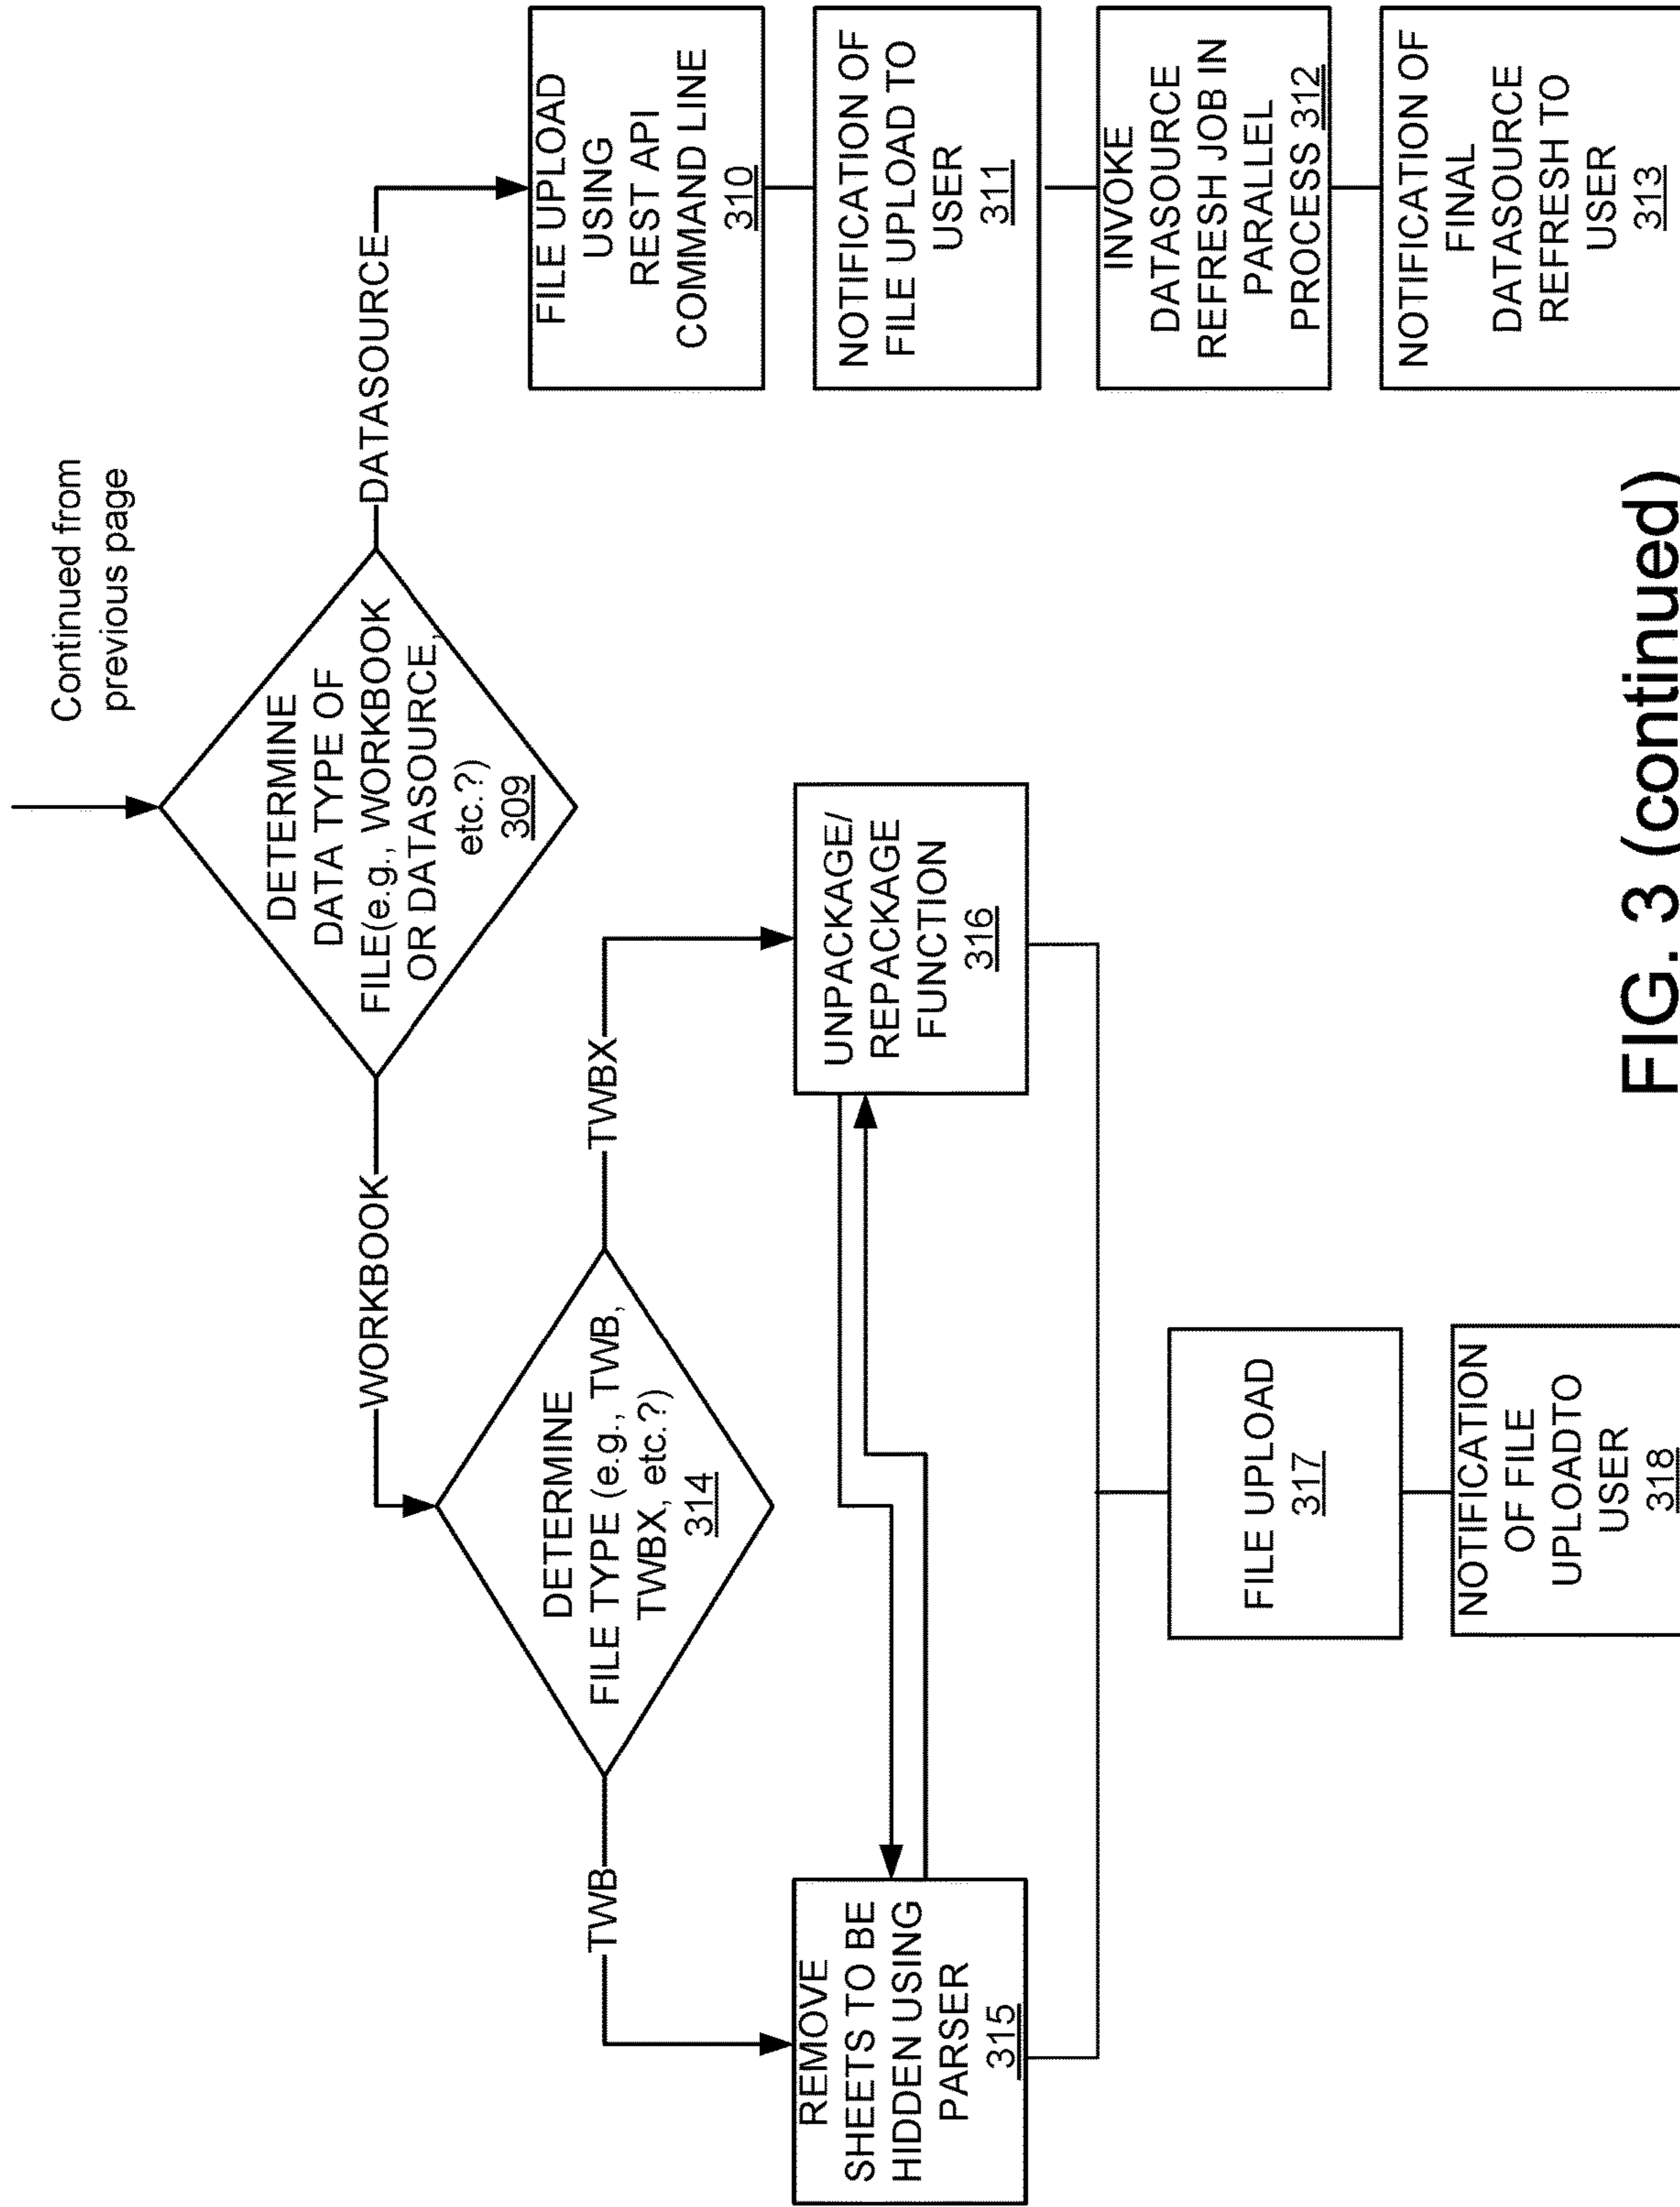 Continued from
previous page
DETERMINE
DATA TYPE OF
FILE(e.g., WORKBOOK
OR DATASOURCE,
etc.?)
309
WORKBOOK
DATASOURCE
DETERMINE
FILE TYPE (e.g., TWB,
TWBX, etc.?)
314
TWB
TWBX
REMOVE
SHEETS TO BE
HIDDEN USING
PARSER
315
UNPACKAGE/
REPACKAGE
FUNCTION
316
FILE UPLOAD
317
NOTIFICATION
OF FILE
UPLOADTO
USER
318
FILE UPLOAD
USING
REST API
COMMAND LINE
310
NOTIFICATION OF
FILE UPLOAD TO
USER
311
INVOKE
DATASOURCE
REFRESH JOB IN
PARALLEL
PROCESS 312
NOTIFICATION OF
FINAL
DATASOURCE
REFRESH TO
USER
313
FIG. 3 (continued)